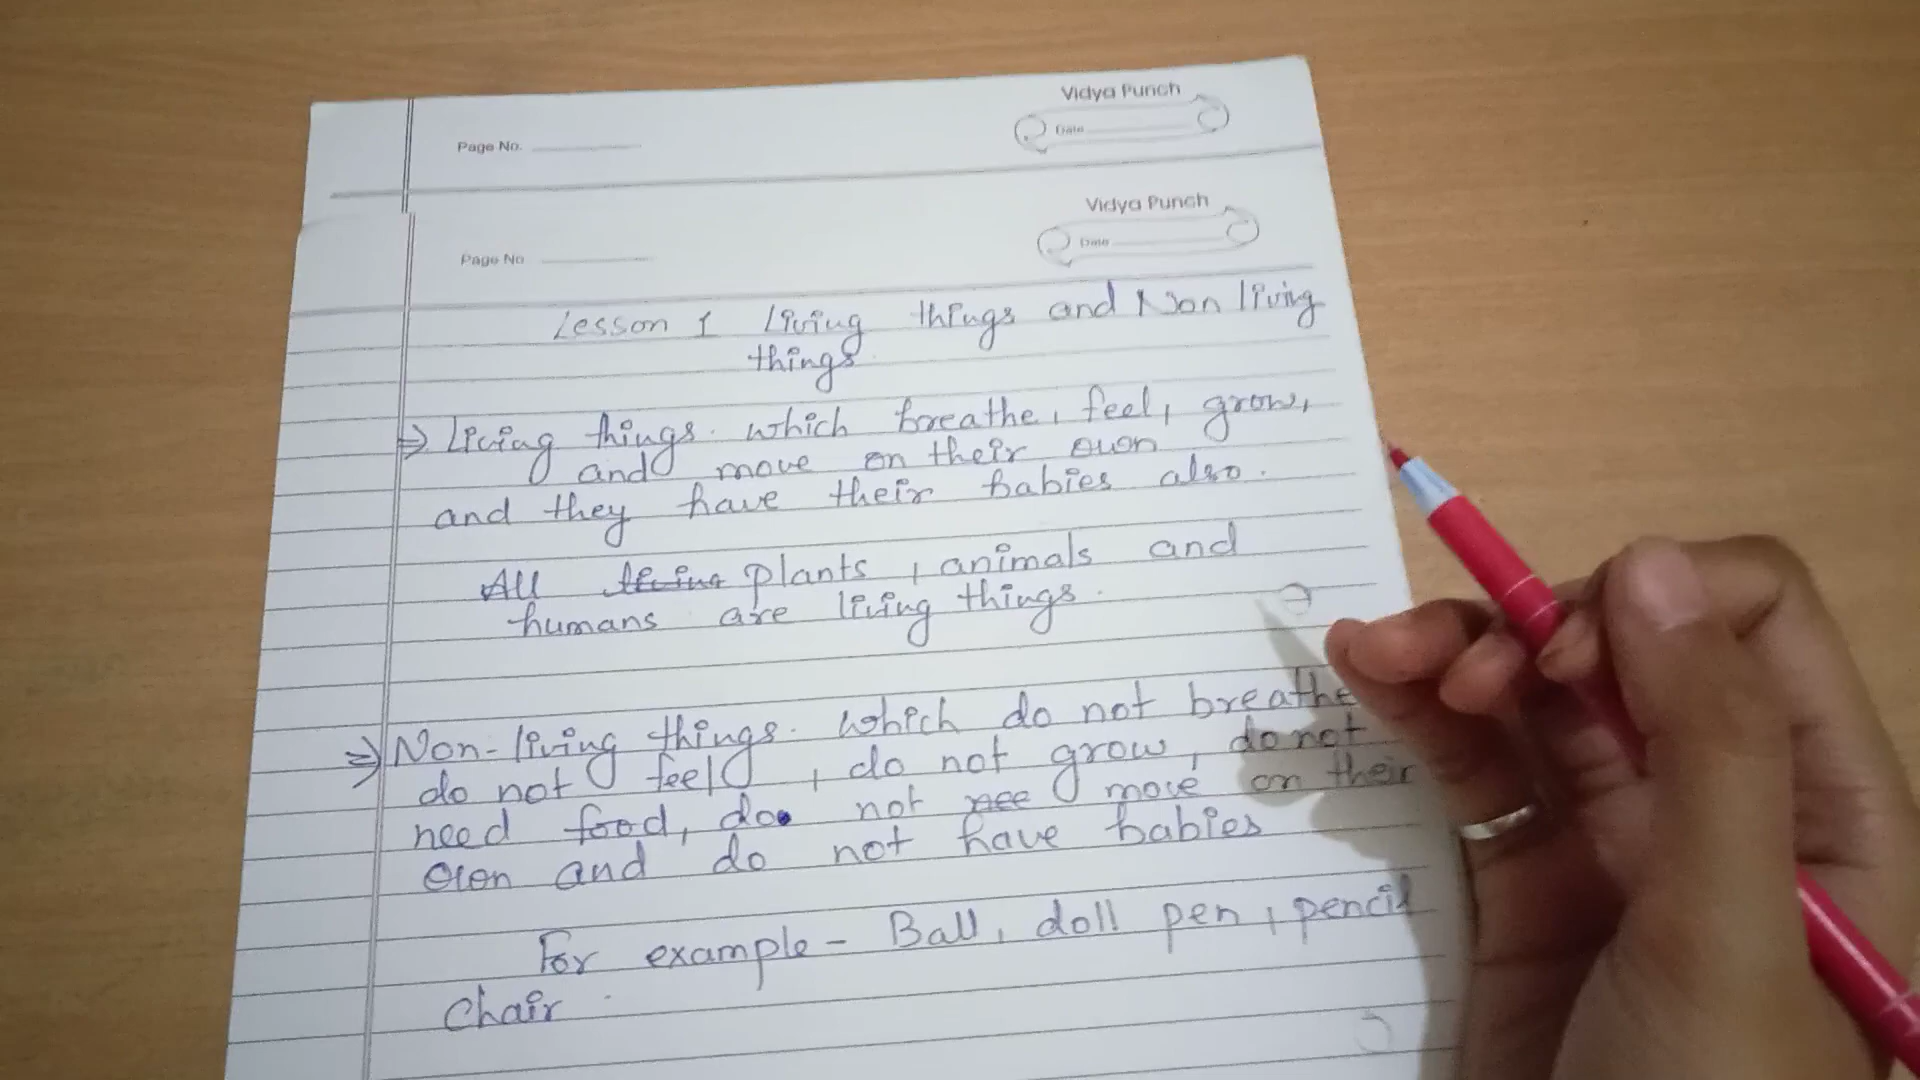 Vidya Punch
Page No.
Date
Vidya Punch
Page No
Date
Lesson 1 Living things and Non living
things
⇒ Living things. which breathe, feel, grow,
and move on their own
and they have their babies also.
All living plants, animals and
humans are living things.
⇒ Non-living things. Which do not breathe
do not feel, do not grow, do not
need food, do not nee move on their
own and do not have babies
For example - Ball, doll pen, pencil
chair.